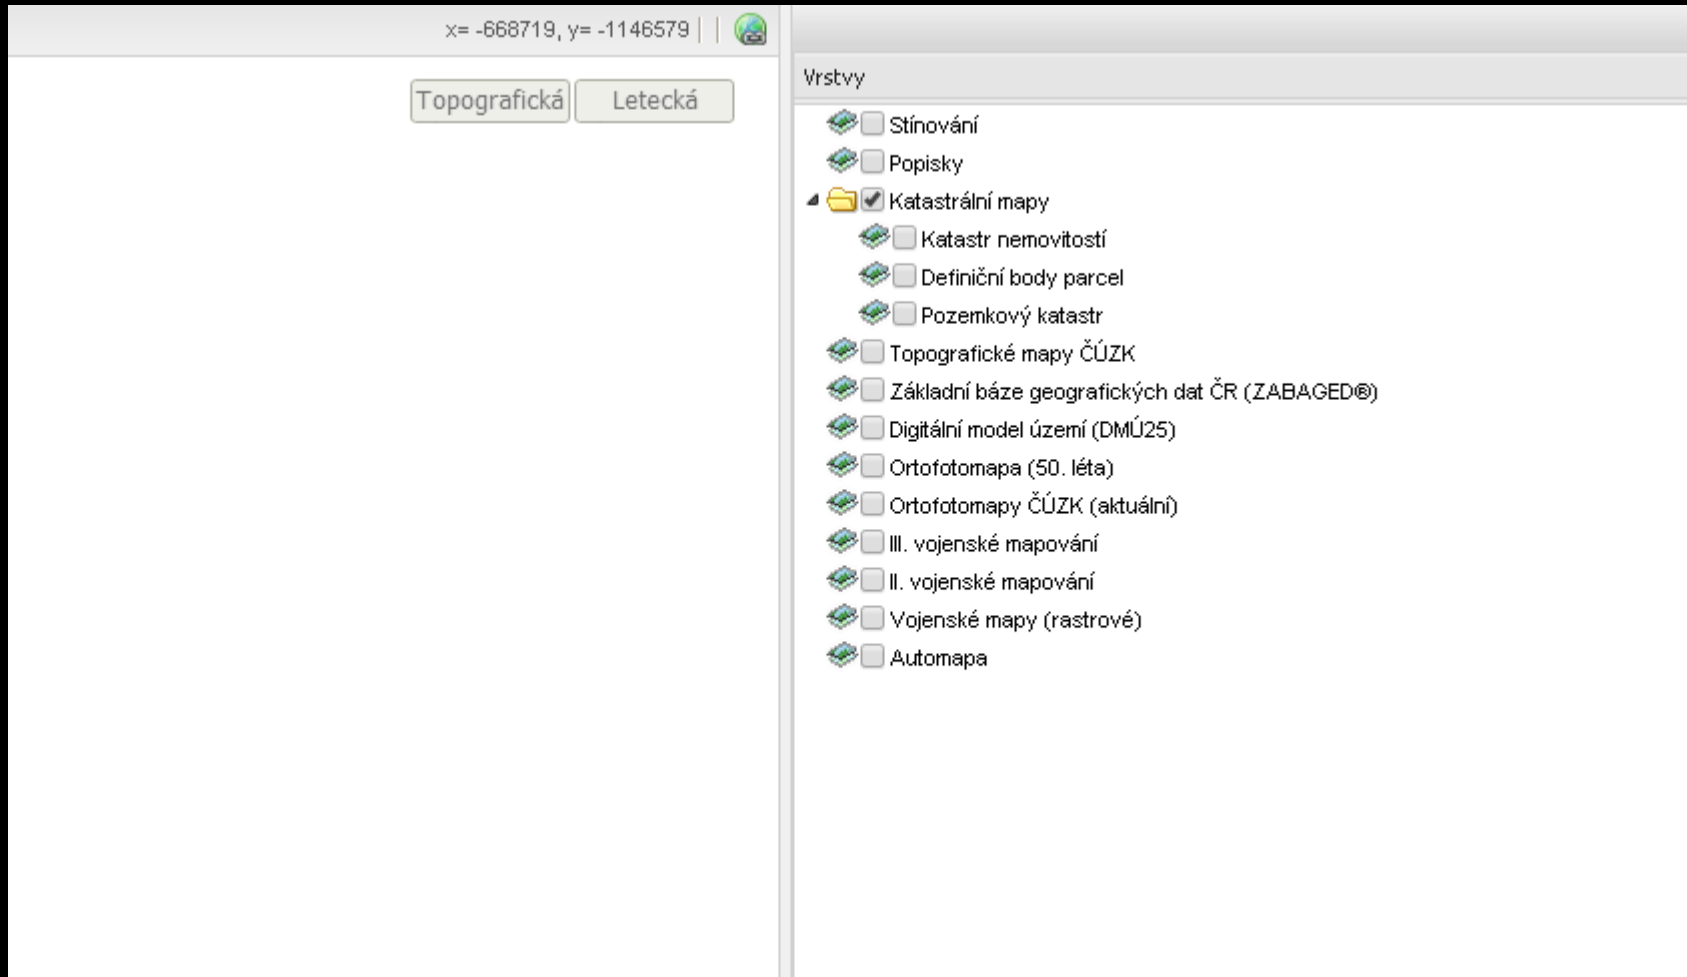 x= -668719, y= -1146579
Topografická
Letecká
Vrstvy
Stínování
Popisky
Katastrální mapy
Katastr nemovitostí
Definiční body parcel
Pozemkový katastr
Topografické mapy ČÚZK
Základní báze geografických dat ČR (ZABAGED®)
Digitální model území (DMÚ25)
Ortofotomapa (50. léta)
Ortofotomapy ČÚZK (aktuální)
III. vojenské mapování
II. vojenské mapování
Vojenské mapy (rastrové)
Automapa